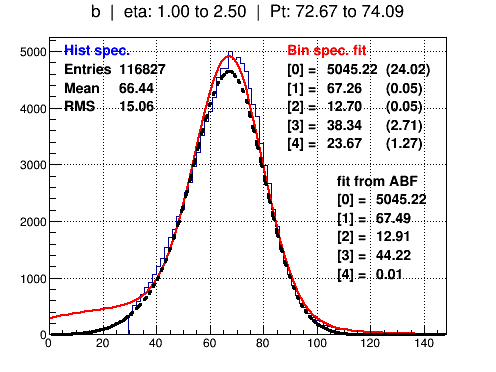 b | eta: 1.00 to 2.50 | Pt: 72.67 to 74.09
Hist spec.
Entries 116827
Mean 66.44
RMS 15.06
Bin spec. fit
[0] = 5045.22 (24.02)
[1] = 67.26 (0.05)
[2] = 12.70 (0.05)
[3] = 38.34 (2.71)
[4] = 23.67 (1.27)
fit from ABF
[0] = 5045.22
[1] = 67.49
[2] = 12.91
[3] = 44.22
[4] = 0.01
5000
4000
3000
2000
1000
0
0 20 40 60 80 100 120 140